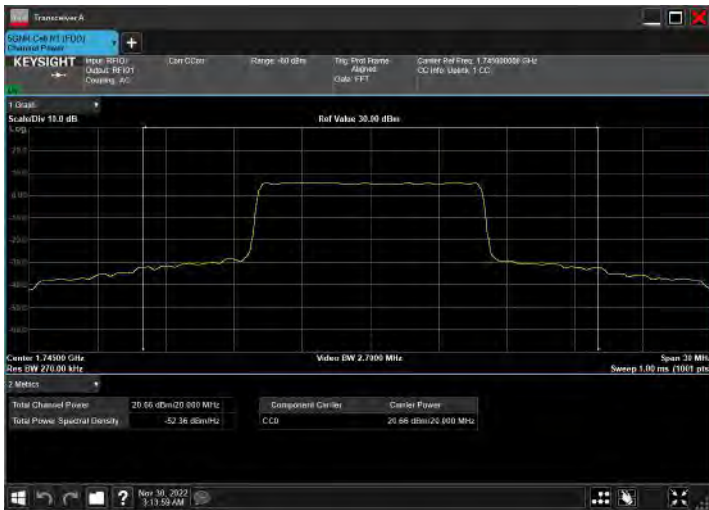 Transceiver A
5GNR Cell N1 (FDD)
Channel Power
KEYSIGHT
Input: RFIO1
Output: RFIO1
Coupling: AC
Corr CCorr
Range: -60 dBm
Aligned
Gate: FFT
Carrier Ref Freq: 1.745000000 GHz
CC Info: Uplink, 1 CC
1 Graph
Scale/Div 10.0 dB
Ref Value 30.00 dBm
Log
Center 1.74500 GHz
Video BW 2.7000 MHz
Span 30 MHz
Res BW 270.00 kHz
Sweep 1.00 ms (1001 pts
2 Metrics
Total Channel Power
20.66 dBm/20.000 MHz
Total Power Spectral Density
-52.36 dBm/Hz
Component Carrier
Carrier Power
CC0
20.66 dBm/20.000 MHz
Nov 30, 2022
3:13:59 AM